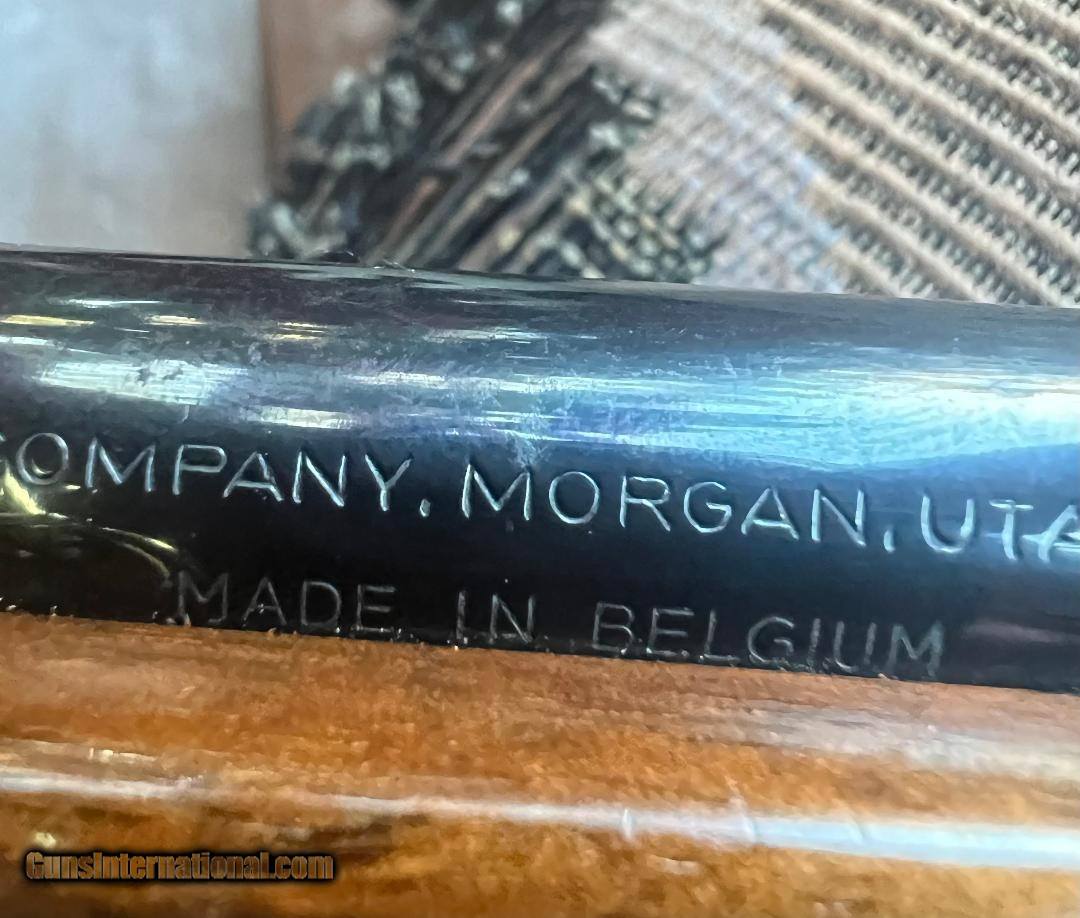 COMPANY, MORGAN, UTA
MADE IN BELGIUM
GunsInternational.com